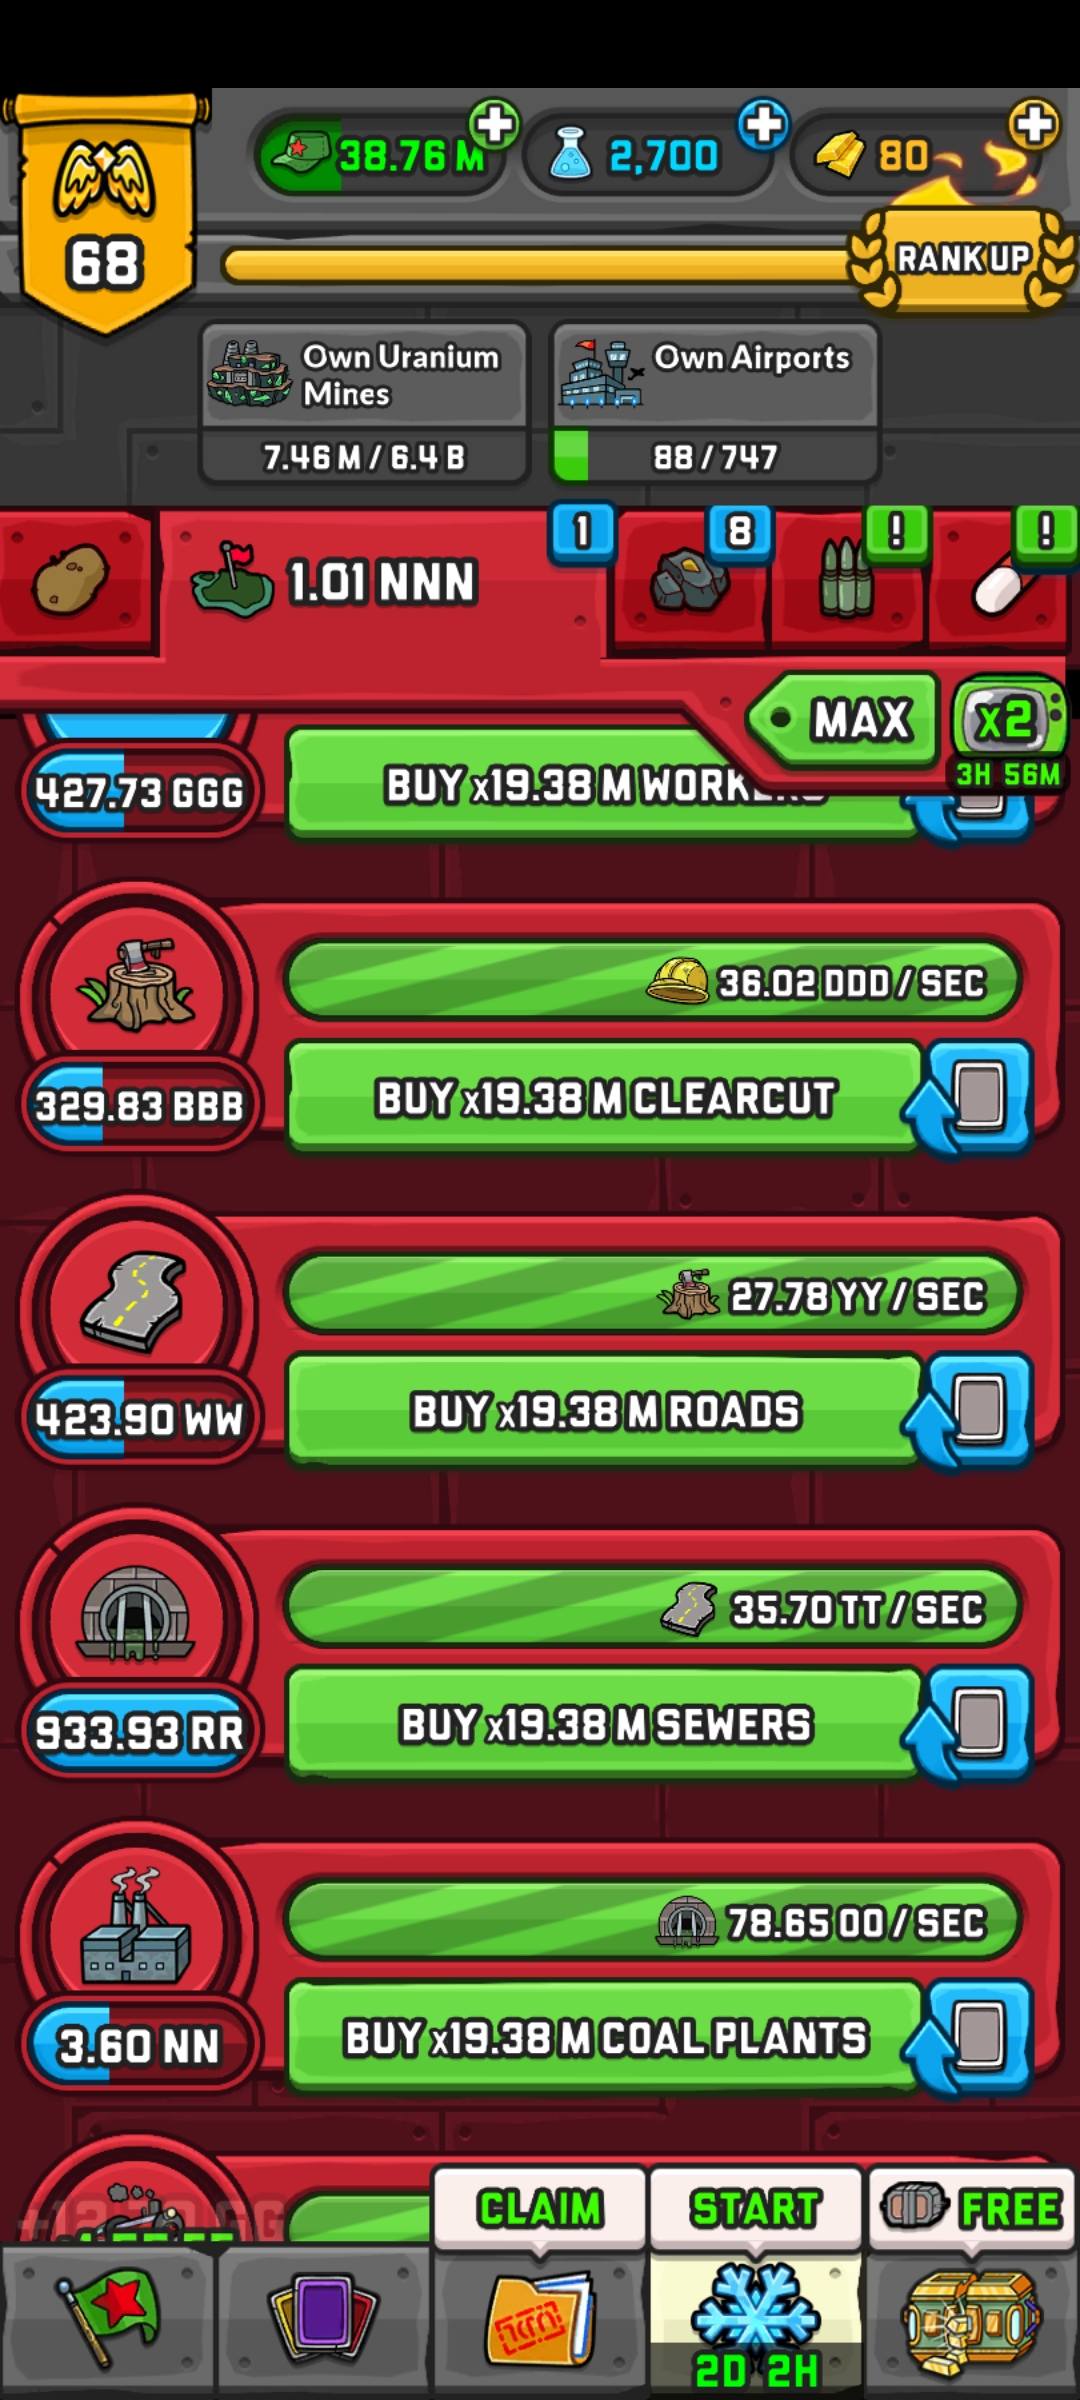 38.76 M
2,700
80
68
RANK UP
Own Uranium
Mines
7.46 M / 6.4 B
Own Airports
88 / 747
1.01 NNN
1
8
!
!
MAX
x2
3H 56M
427.73 GGG
BUY x19.38 M WORKERS
36.02 DDD / SEC
329.83 BBB
BUY x19.38 M CLEARCUT
27.78 YY / SEC
423.90 WW
BUY x19.38 M ROADS
35.70 TT / SEC
933.93 RR
BUY x19.38 M SEWERS
78.65 OO / SEC
3.60 NN
BUY x19.38 M COAL PLANTS
CLAIM
START
FREE
2D 2H